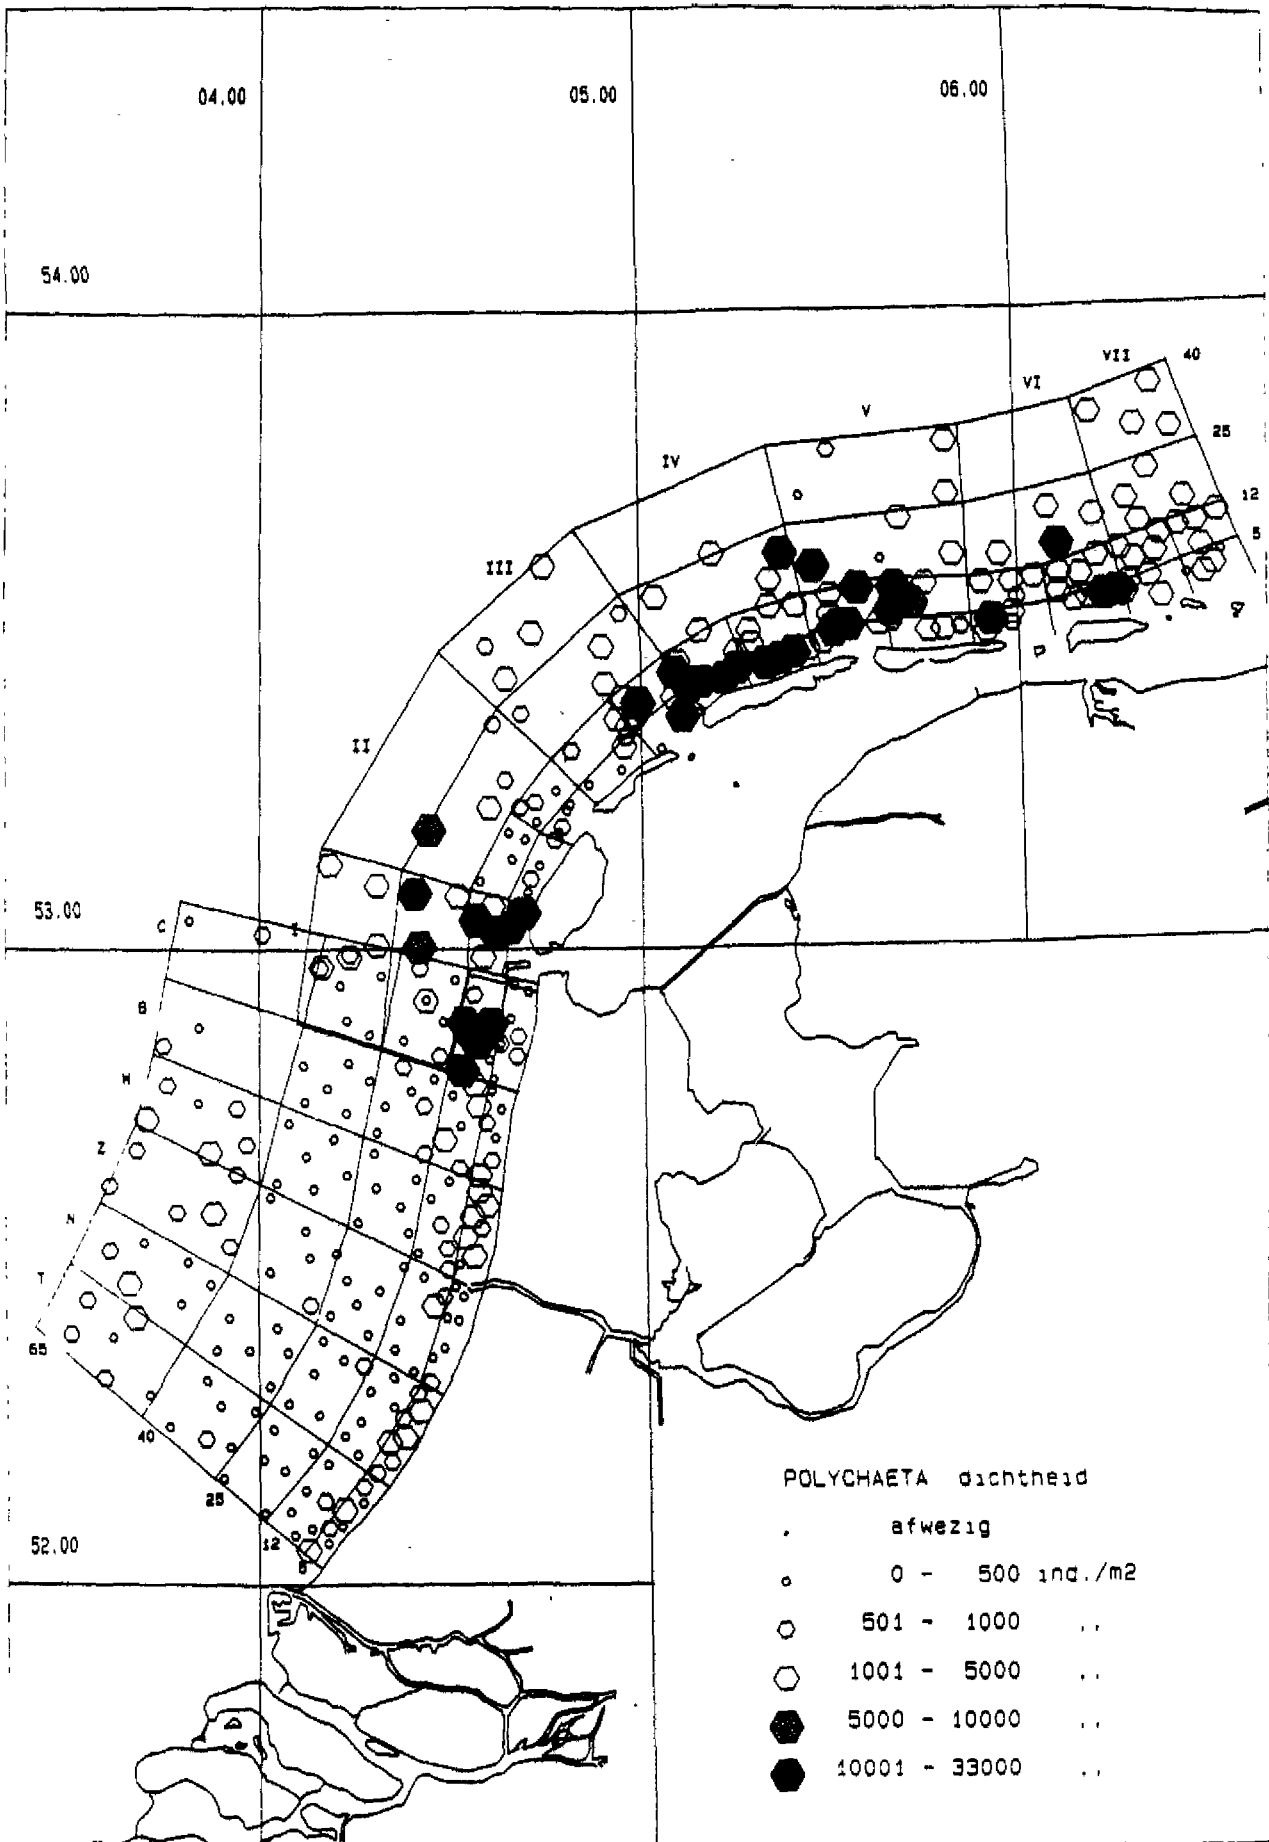 04.00
05.00
06.00
54.00
VII
40
VI
V
25
IV
12
5
III
II
53.00
C
I
6
W
Z
N
T
65
40
25
12
52.00
POLYCHAETA dichtheid
. afwezig
0 - 500 ind./m2
501 - 1000 ,,
1001 - 5000 ,,
5000 - 10000 ,,
10001 - 33000 ,,